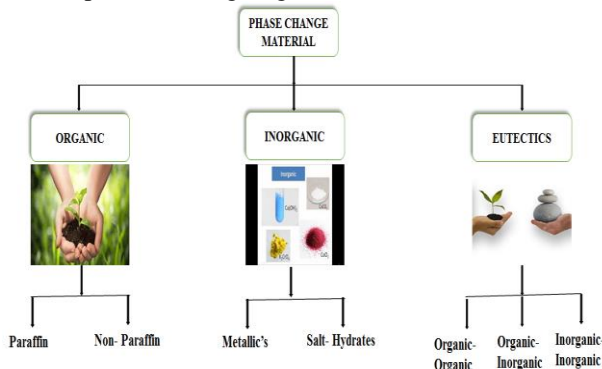 PHASE CHANGE
MATERIAL
ORGANIC
INORGANIC
EUTECTICS
Inorganic
Paraffin
Non- Paraffin
Metallic's
Salt- Hydrates
Organic-
Organic
Organic-
Inorganic
Inorganic-
Inorganic